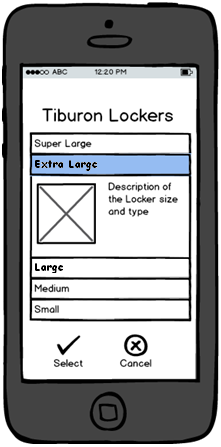 ABC 12:20 PM
Tiburon Lockers
Super Large
Extra Large
Description of
the Locker size
and type
Large
Medium
Small
Select Cancel